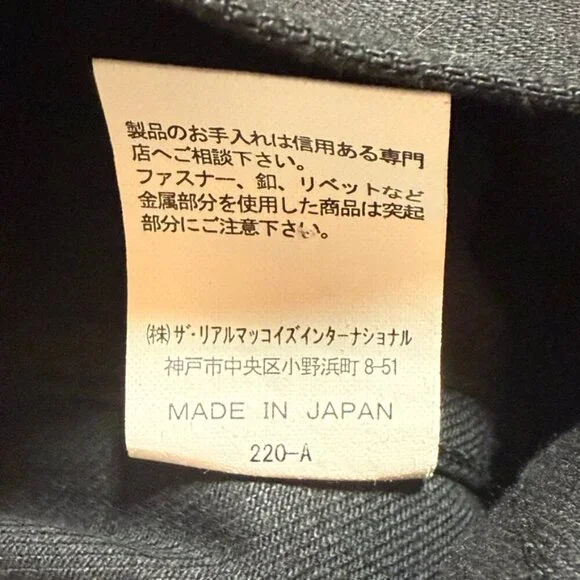 製品のお手入れは信用ある専門
店へご相談下さい。
ファスナー、釦、リベットなど
金属部分を使用した商品は突起
部分にご注意下さい。
(株)ザ・リアルマッコイズインターナショナル
神戸市中央区小野浜町 8-51
MADE IN JAPAN
220-A